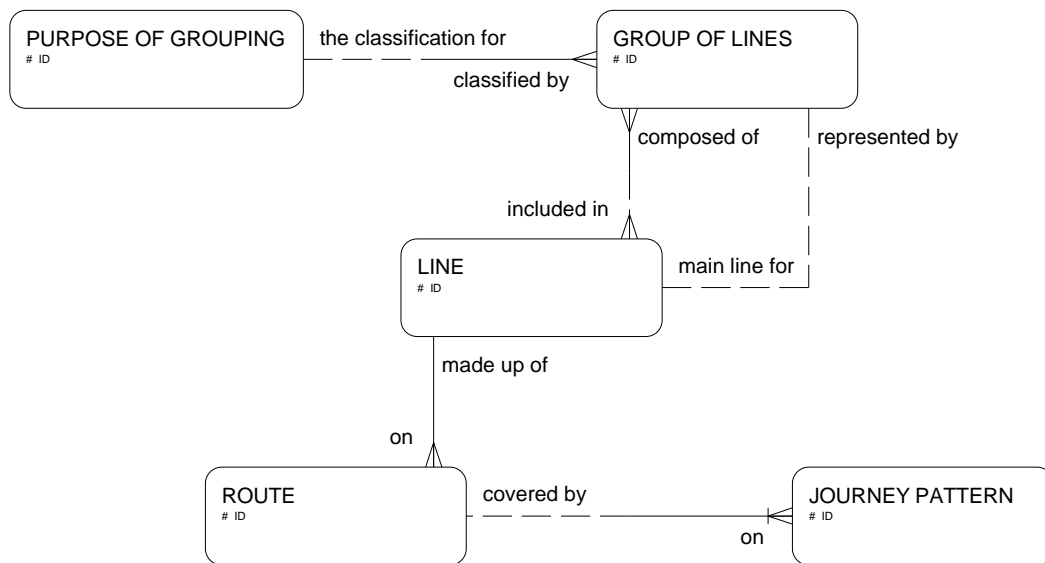 PURPOSE OF GROUPING
# ID
the classification for
classified by
GROUP OF LINES
# ID
composed of
represented by
included in
LINE
# ID
main line for
made up of
on
ROUTE
# ID
covered by
on
JOURNEY PATTERN
# ID